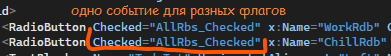 d>
одно событие для разных флагов
<RadioButton Checked="AllRbs_Checked" x:Name="WorkRdb"
<RadioButton Checked="AllRbs_Checked" x:Name="ChillRdb